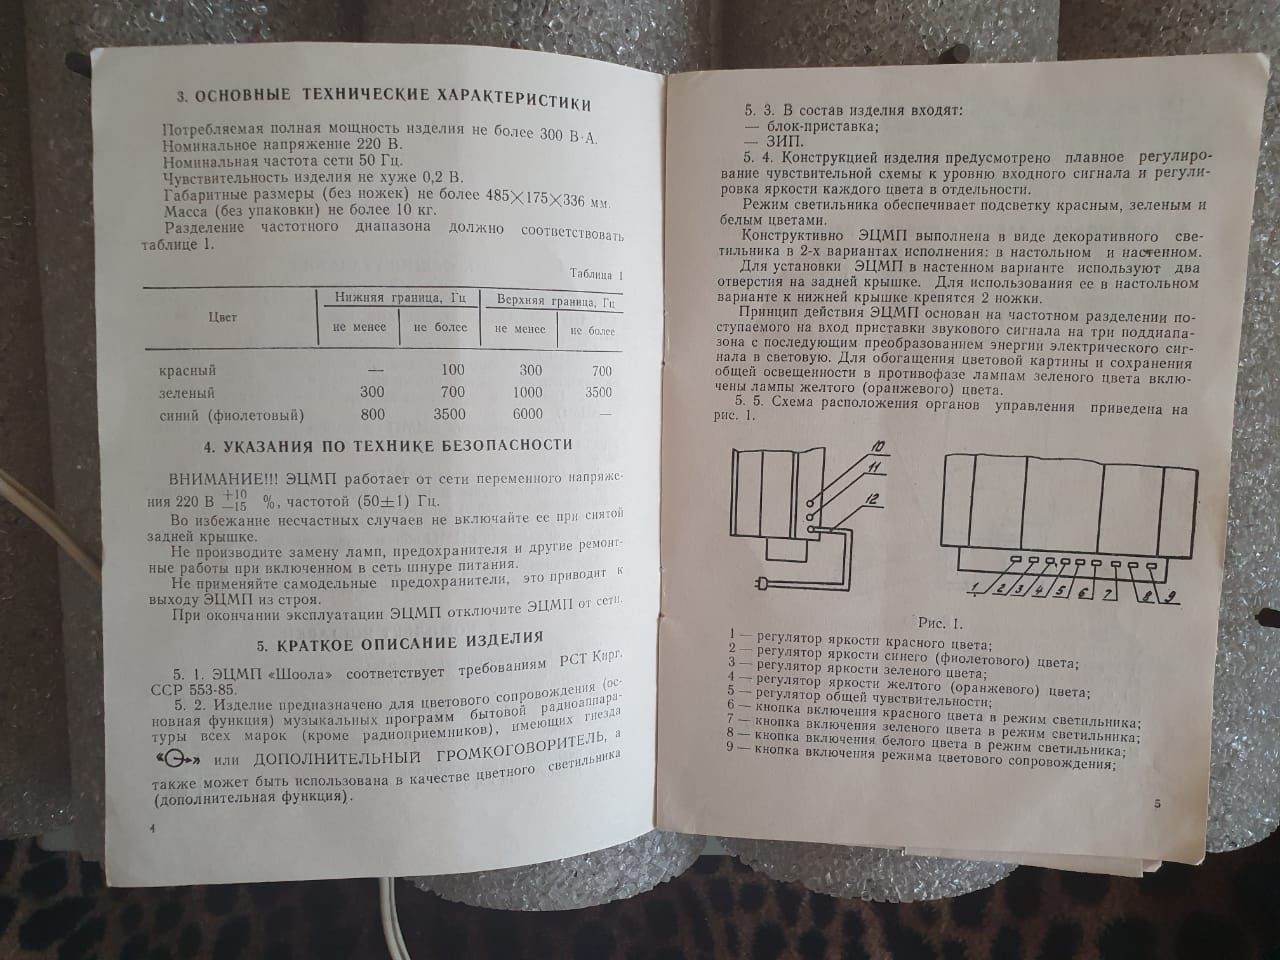 3. ОСНОВНЫЕ ТЕХНИЧЕСКИЕ ХАРАКТЕРИСТИКИ
Потребляемая полная мощность изделия не более 300 В·А.
Номинальное напряжение 220 В.
Номинальная частота сети 50 Гц.
Чувствительность изделия не хуже 0,2 В.
Габаритные размеры (без ножек) не более 485×175×336 мм.
Масса (без упаковки) не более 10 кг.
Разделение частотного диапазона должно соответствовать
таблице 1.
Таблица 1
Цвет
Нижняя граница, Гц
Верхняя граница, Гц
не менее
не более
не менее
не более
красный — 100 300 700
зеленый 300 700 1000 3500
синий (фиолетовый) 800 3500 6000 —
4. УКАЗАНИЯ ПО ТЕХНИКЕ БЕЗОПАСНОСТИ
ВНИМАНИЕ!!! ЭЦМП работает от сети переменного напряже-
ния 220 В +10 −15 %, частотой (50±1) Гц.
Во избежание несчастных случаев не включайте ее при снятой
задней крышке.
Не производите замену ламп, предохранителя и другие ремонт-
ные работы при включенном в сеть шнуре питания.
Не применяйте самодельные предохранители, это приводит к
выходу ЭЦМП из строя.
При окончании эксплуатации ЭЦМП отключите ЭЦМП от сети.
5. КРАТКОЕ ОПИСАНИЕ ИЗДЕЛИЯ
5. 1. ЭЦМП «Шоола» соответствует требованиям РСТ Кирг.
ССР 553-85.
5. 2. Изделие предназначено для цветового сопровождения (ос-
новная функция) музыкальных программ бытовой радиоаппара-
туры всех марок (кроме радиоприемников), имеющих гнезда
« » или ДОПОЛНИТЕЛЬНЫЙ ГРОМКОГОВОРИТЕЛЬ, а
также может быть использована в качестве цветного светильника
(дополнительная функция).
4
5. 3. В состав изделия входят:
— блок-приставка;
— ЗИП.
5. 4. Конструкцией изделия предусмотрено плавное регулиро-
вание чувствительной схемы к уровню входного сигнала и регули-
ровка яркости каждого цвета в отдельности.
Режим светильника обеспечивает подсветку красным, зеленым и
белым цветами.
Конструктивно ЭЦМП выполнена в виде декоративного све-
тильника в 2-х вариантах исполнения: в настольном и настенном.
Для установки ЭЦМП в настенном варианте используют два
отверстия на задней крышке. Для использования ее в настольном
варианте к нижней крышке крепятся 2 ножки.
Принцип действия ЭЦМП основан на частотном разделении по-
ступаемого на вход приставки звукового сигнала на три поддиапа-
зона с последующим преобразованием энергии электрического сиг-
нала в световую. Для обогащения цветовой картины и сохранения
общей освещенности в противофазе лампам зеленого цвета вклю-
чены лампы желтого (оранжевого) цвета.
5. 5. Схема расположения органов управления приведена на
рис. 1.
10
11
12
1 2 3 4 5 6 7 8 9
Рис. 1.
1 — регулятор яркости красного цвета;
2 — регулятор яркости синего (фиолетового) цвета;
3 — регулятор яркости зеленого цвета;
4 — регулятор яркости желтого (оранжевого) цвета;
5 — регулятор общей чувствительности;
6 — кнопка включения красного цвета в режим светильника;
7 — кнопка включения зеленого цвета в режим светильника;
8 — кнопка включения белого цвета в режим светильника;
9 — кнопка включения режима цветового сопровождения;
5